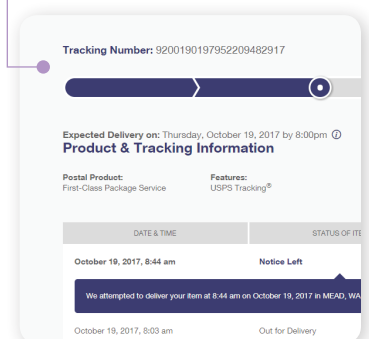 Tracking Number: 9200190197952209482917
Expected Delivery on: Thursday, October 19, 2017 by 8:00pm
Product & Tracking Information
Postal Product: Features:
First-Class Package Service USPS Tracking®
DATE & TIME STATUS OF ITE
October 19, 2017, 8:44 am Notice Left
We attempted to deliver your item at 8:44 am on October 19, 2017 in MEAD, WA
October 19, 2017, 8:03 am Out for Delivery